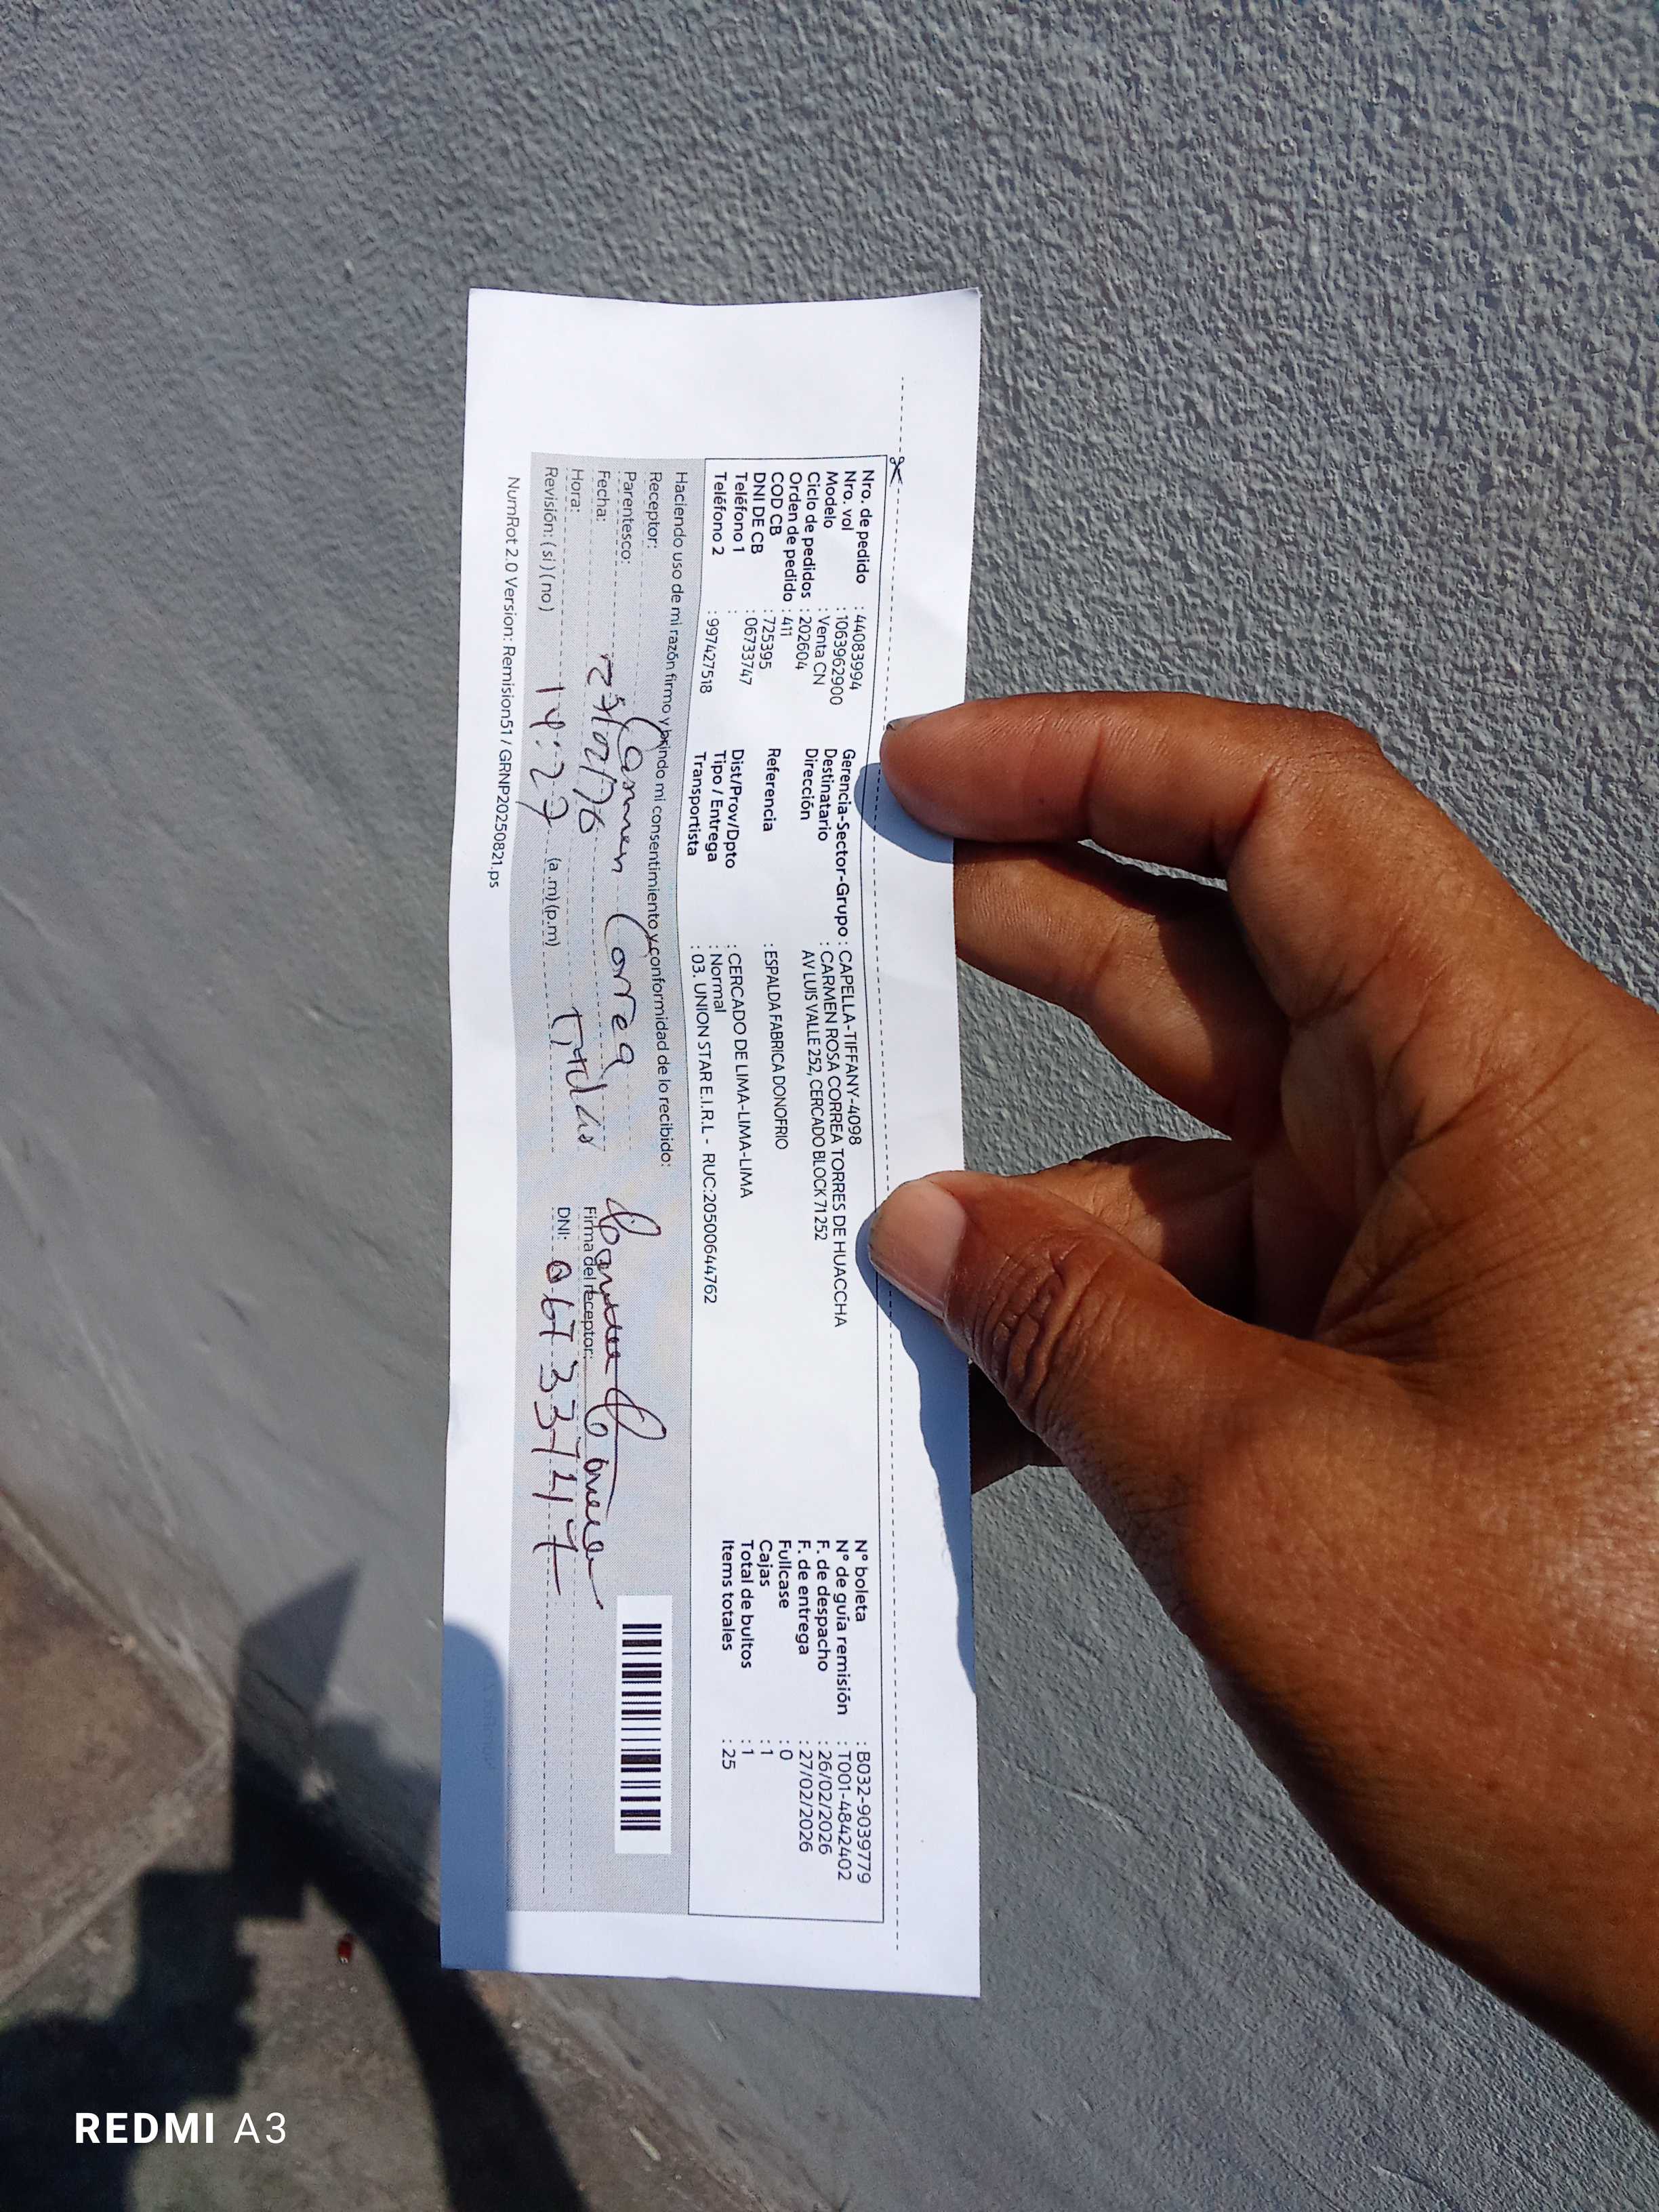 Nro. de pedido : 44083994
Nro. vol : 1063962900
Modelo : Venta CN
Ciclo de pedidos : 202604
Orden de pedido : 411
COD CB : 725395
DNI DE CB : 06733747
Teléfono 1 :
Teléfono 2 : 997427518
Gerencia-Sector-Grupo : CAPELLA-TIFFANY-4098
Destinatario : CARMEN ROSA CORREA TORRES DE HUACCHA
Dirección AV LUIS VALLE 252, CERCADO BLOCK 71 252
Referencia : ESPALDA FABRICA DONOFRIO
Dist/Prov/Dpto : CERCADO DE LIMA-LIMA-LIMA
Tipo / Entrega : Normal
Transportista : 03. UNION STAR E.I.R.L - RUC:20500644762
N° boleta : B032-9039779
N° de guía remisión : T001-4842402
F. de despacho : 26/02/2026
F. de entrega : 27/02/2026
Fullcase : 0
Cajas : 1
Total de bultos : 1
Items totales : 25
Haciendo uso de mi razón firmo y brindo mi consentimiento y conformidad de lo recibido:
Receptor: Carmen Correa
Parentesco:
Fecha:
Hora: 14:27 (a.m) (p.m)
Revisión: (si) (no)
Firma del receptor:
DNI: 06733747
NumRot 2.0 Version: Remision51 / GRNP20250821.ps
REDMI A3